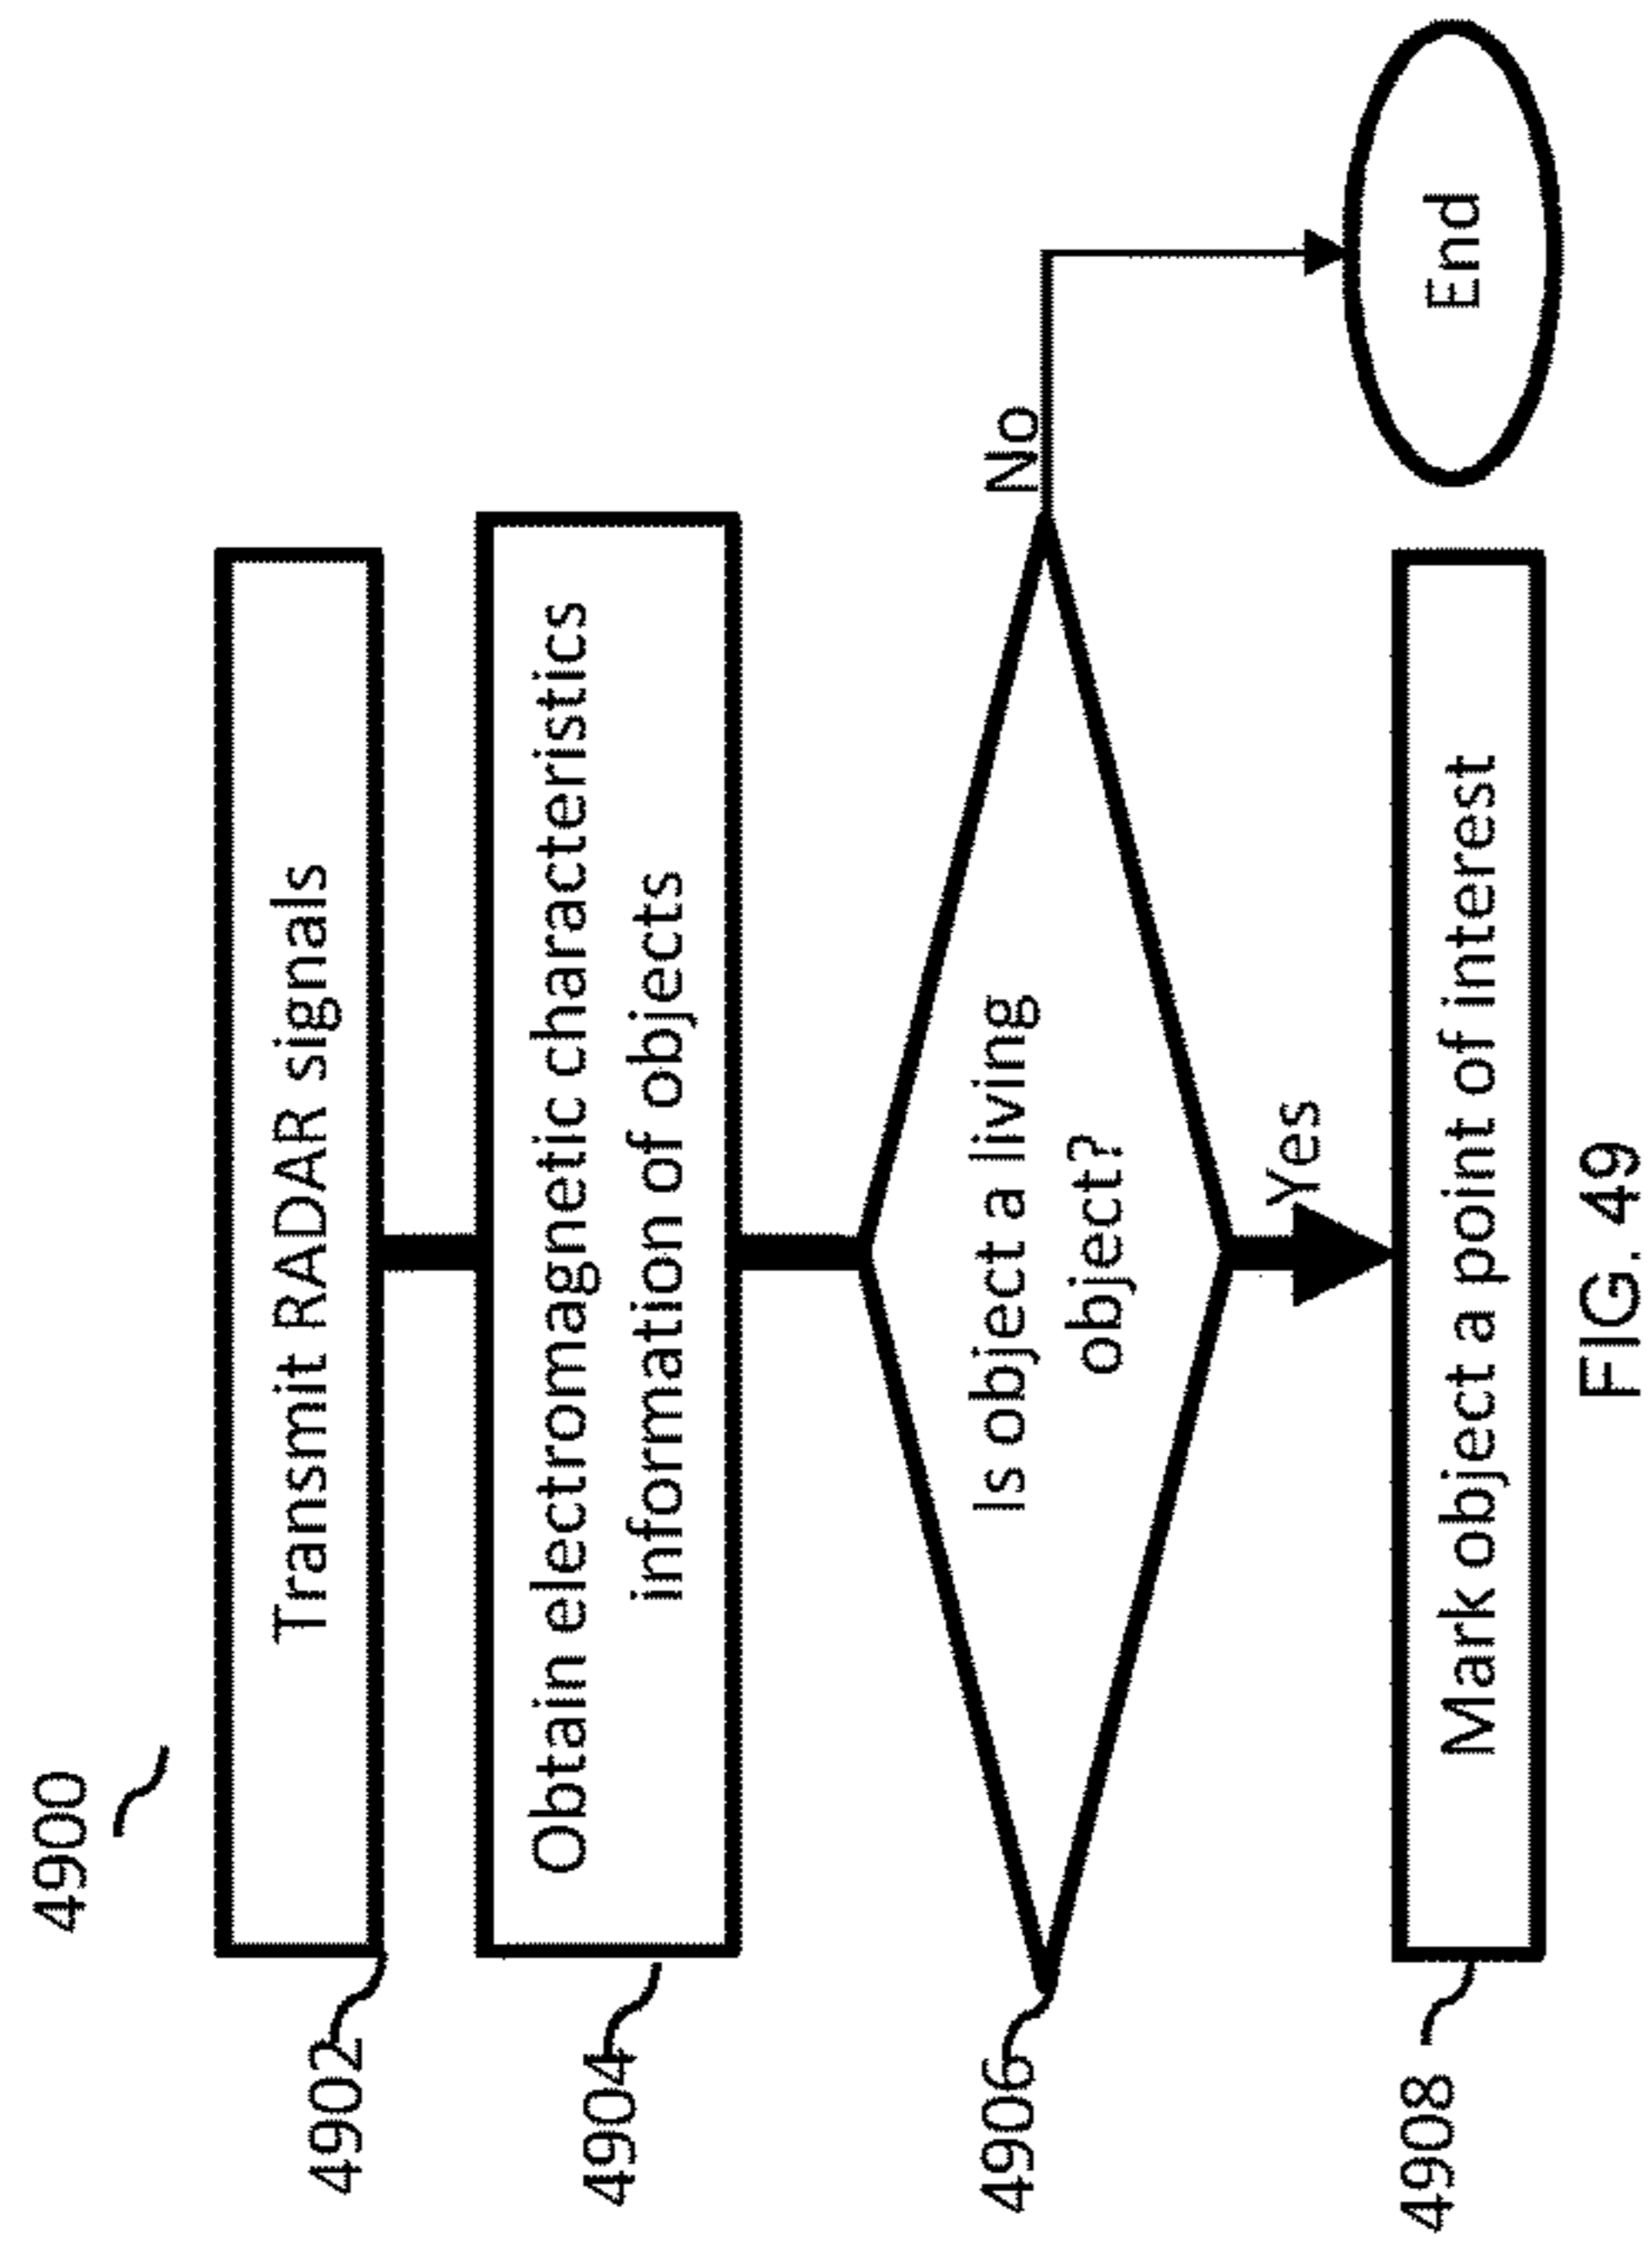 4900
4902
Transmit RADAR signals
4904
Obtain electromagnetic characteristics
information of objects
4906
Is object a living
object?
No
Yes
4908
Mark object a point of interest
End
FIG. 49